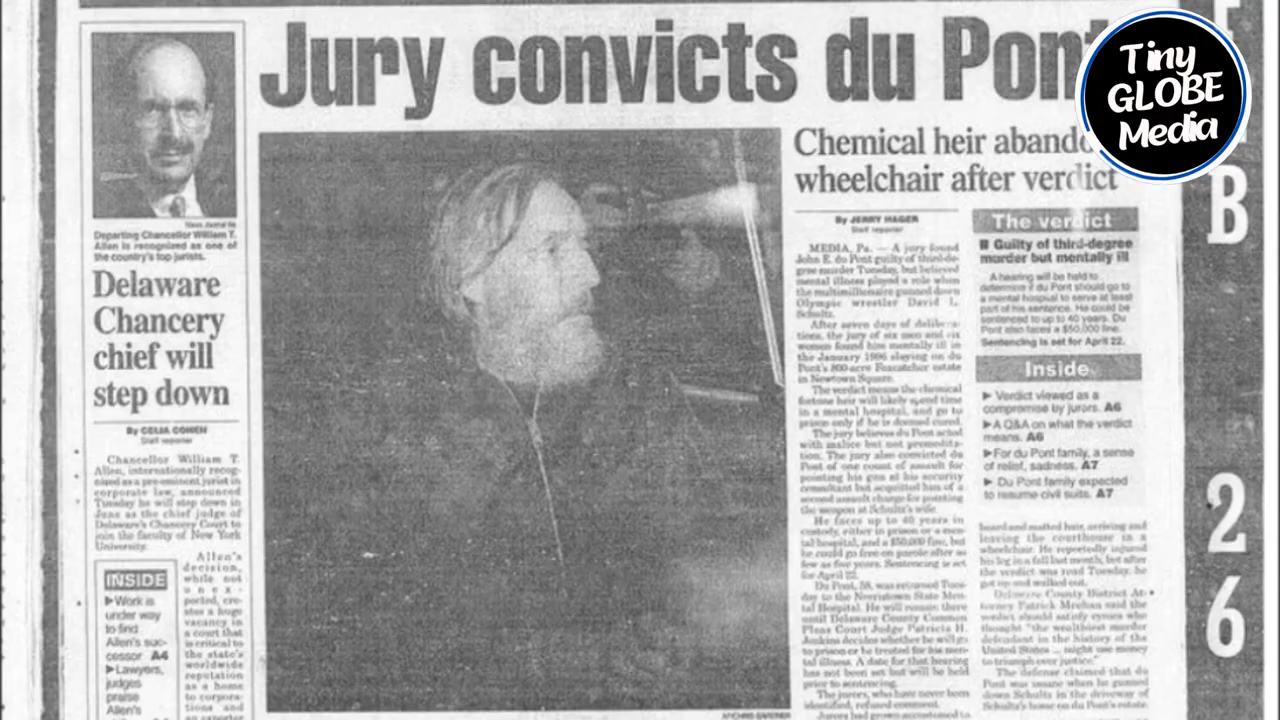 Jury convicts du Pont
Tiny
GLOBE
Media
F
B
26
Departing Chancellor William T.
Allen is recognized as one of
the country's top jurists.
Delaware
Chancery
chief will
step down
By CELIA COHEN
Staff reporter
Chancellor William T.
Allen, internationally recog-
nized as a pre-eminent jurist in
corporate law, announced
Tuesday he will step down in
June as the chief judge of
Delaware's Chancery Court to
join the faculty of New York
University.
Allen's
decision,
while not
unex-
pected, cre-
ates a huge
vacancy in
a court that
is critical to
the state's
worldwide
reputation
as a home
to corpora-
tions and
INSIDE
▶Work is
under way
to find
Allen's suc-
cessor A4
▶Lawyers,
judges
praise
Allen's
Chemical heir
wheelchair after verdict
By JERRY HAGER
Staff reporter
MEDIA, Pa. — A jury found
John E. du Pont guilty of third-de-
gree murder Tuesday, but believed
mental illness played a role when
the multimillionaire gunned down
Olympic wrestler David L.
Schultz.
After seven days of delibera-
tions, the jury of six men and six
women found him mentally ill in
the January 1996 slaying on du
Pont's 800-acre Foxcatcher estate
in Newtown Square.
The verdict means the chemical
fortune heir will likely spend time
in a mental hospital, and go to
prison only if he is deemed cured.
The jury believes du Pont acted
with malice but not premedita-
tion. The jury also convicted du
Pont of one count of assault for
pointing his gun at his security
consultant but acquitted him of a
second assault charge for pointing
the weapon at Schultz's wife.
He faces up to 40 years in
custody, either in prison or a men-
tal hospital, and a $50,000 fine, but
he could go free on parole after as
few as five years. Sentencing is set
for April 22.
Du Pont, 58, was returned Tues-
day to the Norristown State Men-
tal Hospital. He will remain there
until Delaware County Common
Pleas Court Judge Patricia H.
Jenkins decides whether he will go
to prison or be treated for his men-
tal illness. A date for that hearing
has not been set but will be held
prior to sentencing.
The jurors, who have never been
identified, refused comment.
Jurors had grown accustomed to
The verdict
■ Guilty of third-degree
murder but mentally ill
A hearing will be held to
determine if du Pont should go to
a mental hospital to serve at least
part of his sentence. He could be
sentenced to up to 40 years. Du
Pont also faces a $50,000 fine.
Sentencing is set for April 22.
Inside
▶ Verdict viewed as a
compromise by jurors. A6
▶A Q&A on what the verdict
means. A6
▶For du Pont family, a sense
of relief, sadness. A7
▶ Du Pont family expected
to resume civil suits. A7
beard and matted hair, arriving and
leaving the courthouse in a
wheelchair. He reportedly injured
his leg in a fall last month, but after
the verdict was read Tuesday, he
got up and walked out.
Delaware County District At-
torney Patrick Meehan said the
verdict should satisfy cynics who
thought "the wealthiest murder
defendant in the history of the
United States ... might use money
to triumph over justice."
The defense claimed that du
Pont was insane when he gunned
down Schultz in the driveway of
Schultz's home on du Pont's estate.